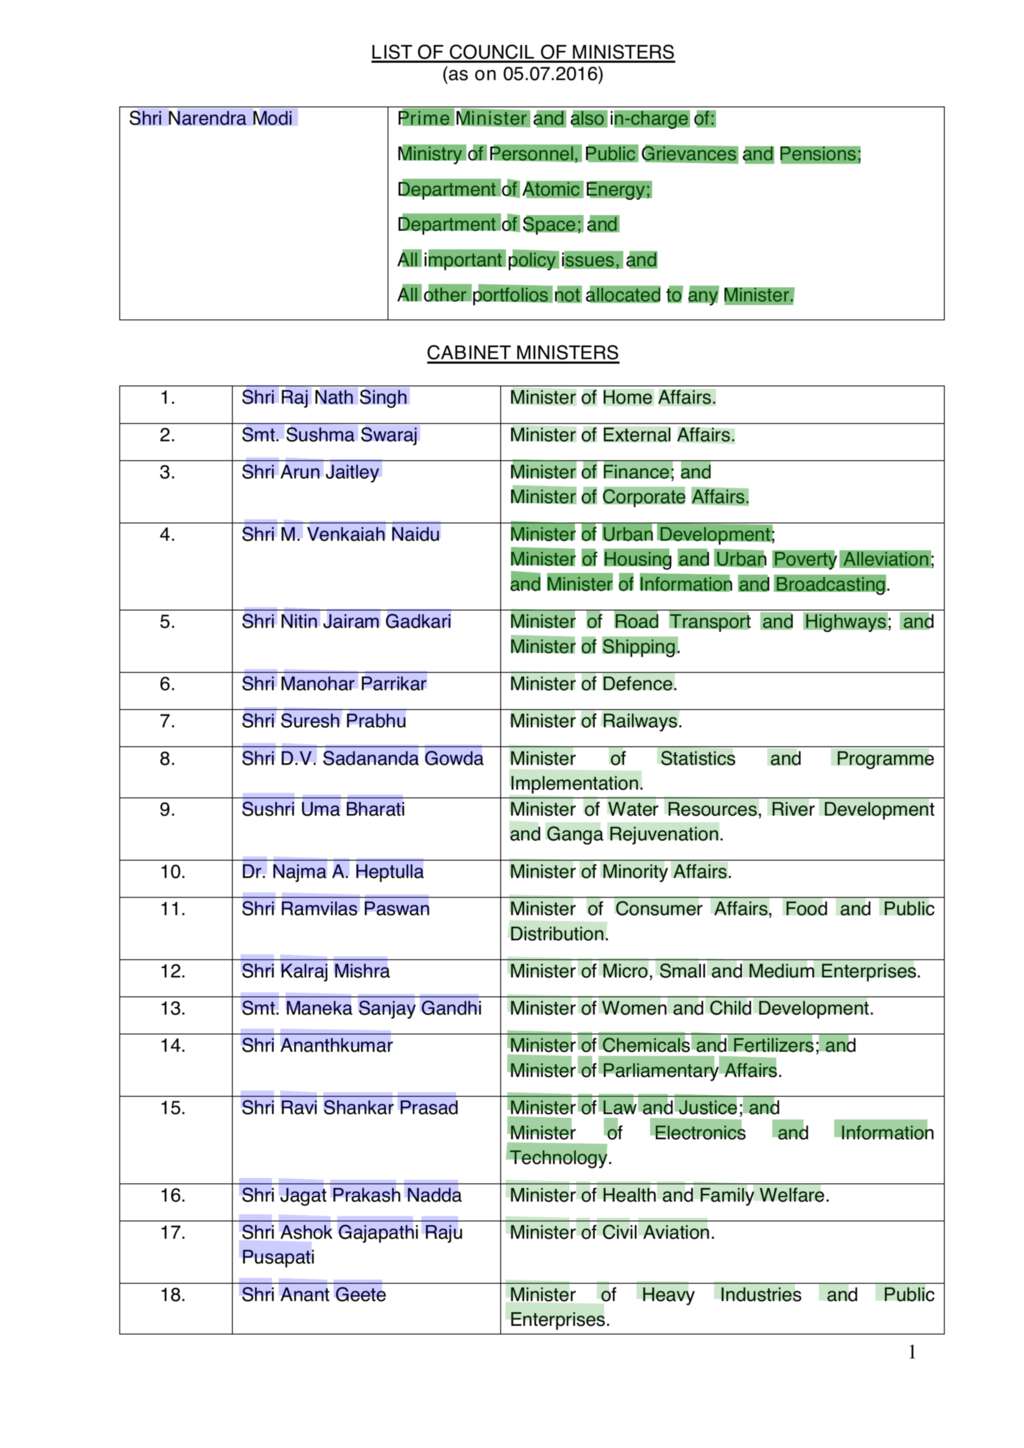 LIST OF COUNCIL OF MINISTERS
(as on 05.07.2016)
Shri Narendra Modi
Prime Minister and also in-charge of:
Ministry of Personnel, Public Grievances and Pensions;
Department of Atomic Energy;
Department of Space; and
All important policy issues, and
All other portfolios not allocated to any Minister.
CABINET MINISTERS
1. Shri Raj Nath Singh Minister of Home Affairs.
2. Smt. Sushma Swaraj Minister of External Affairs.
3. Shri Arun Jaitley Minister of Finance; and
Minister of Corporate Affairs.
4. Shri M. Venkaiah Naidu Minister of Urban Development;
Minister of Housing and Urban Poverty Alleviation;
and Minister of Information and Broadcasting.
5. Shri Nitin Jairam Gadkari Minister of Road Transport and Highways; and
Minister of Shipping.
6. Shri Manohar Parrikar Minister of Defence.
7. Shri Suresh Prabhu Minister of Railways.
8. Shri D.V. Sadananda Gowda Minister of Statistics and Programme
Implementation.
9. Sushri Uma Bharati Minister of Water Resources, River Development
and Ganga Rejuvenation.
10. Dr. Najma A. Heptulla Minister of Minority Affairs.
11. Shri Ramvilas Paswan Minister of Consumer Affairs, Food and Public
Distribution.
12. Shri Kalraj Mishra Minister of Micro, Small and Medium Enterprises.
13. Smt. Maneka Sanjay Gandhi Minister of Women and Child Development.
14. Shri Ananthkumar Minister of Chemicals and Fertilizers; and
Minister of Parliamentary Affairs.
15. Shri Ravi Shankar Prasad Minister of Law and Justice; and
Minister of Electronics and Information
Technology.
16. Shri Jagat Prakash Nadda Minister of Health and Family Welfare.
17. Shri Ashok Gajapathi Raju Minister of Civil Aviation.
Pusapati
18. Shri Anant Geete Minister of Heavy Industries and Public
Enterprises.
1